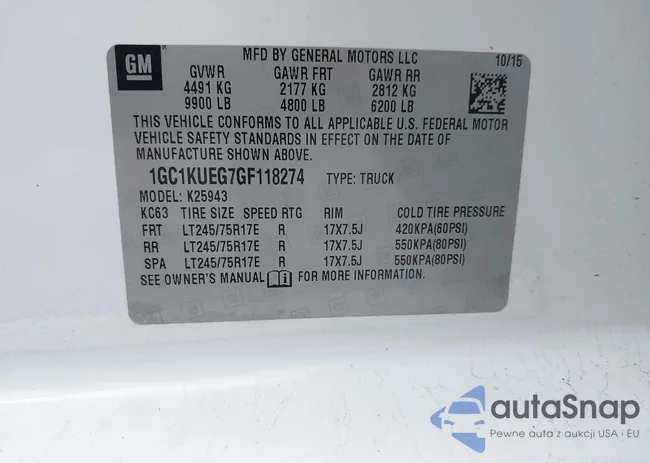 GM
MFD BY GENERAL MOTORS LLC 10/15
GVWR GAWR FRT GAWR RR
4491 KG 2177 KG 2812 KG
9900 LB 4800 LB 6200 LB
THIS VEHICLE CONFORMS TO ALL APPLICABLE U.S. FEDERAL MOTOR
VEHICLE SAFETY STANDARDS IN EFFECT ON THE DATE OF
MANUFACTURE SHOWN ABOVE.
1GC1KUEG7GF118274 TYPE: TRUCK
MODEL: K25943
KC63 TIRE SIZE SPEED RTG RIM COLD TIRE PRESSURE
FRT LT245/75R17E R 17X7.5J 420KPA(60PSI)
RR LT245/75R17E R 17X7.5J 550KPA(80PSI)
SPA LT245/75R17E R 17X7.5J 550KPA(80PSI)
SEE OWNER'S MANUAL FOR MORE INFORMATION.
autaSnap
Pewne auta z aukcji USA i EU